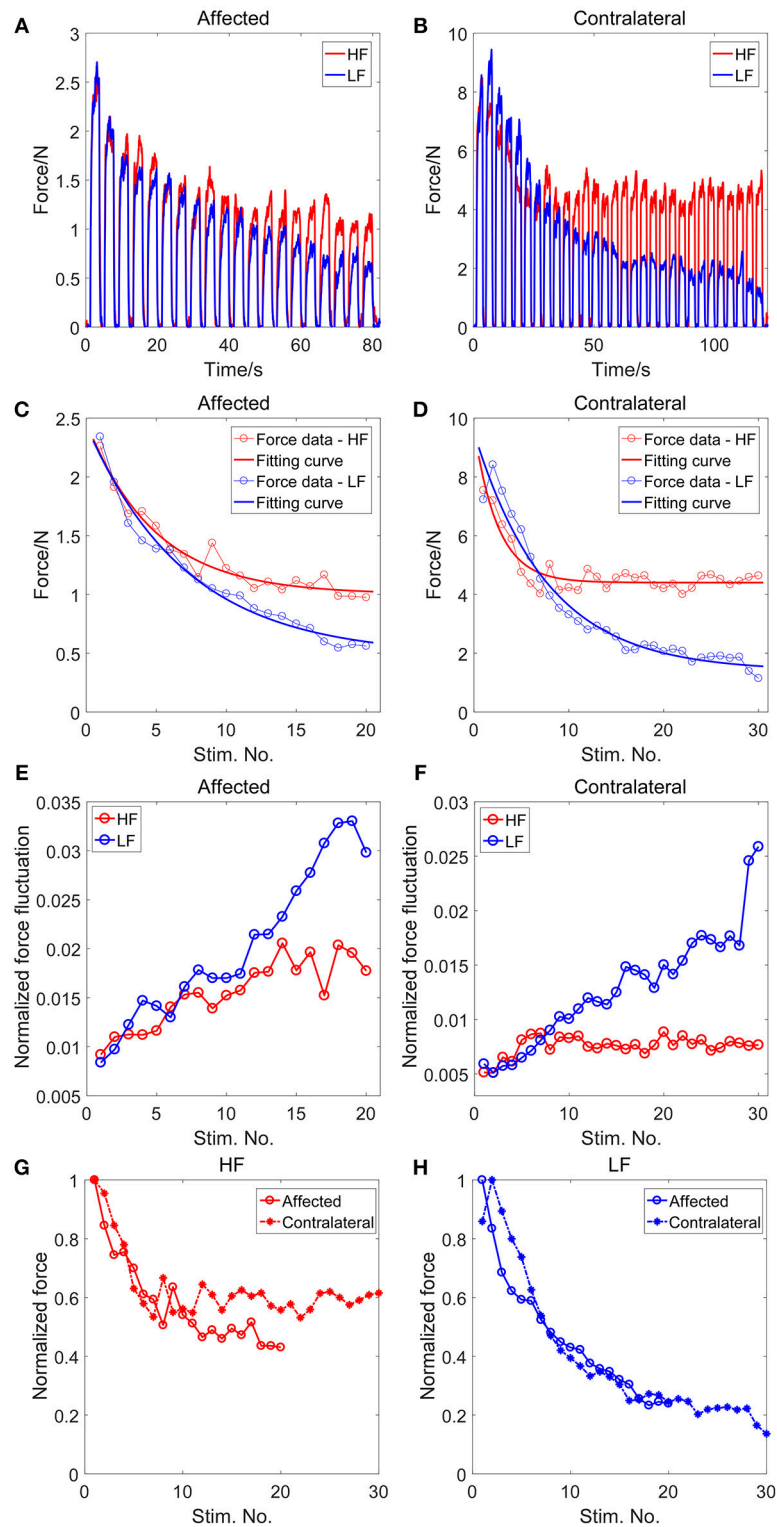 A
Affected
HF
LF
Force/N
3
2.5
2
1.5
1
0.5
0
0
20
40
60
80
Time/s
B
Contralateral
HF
LF
Force/N
10
8
6
4
2
0
0
50
100
Time/s
C
Affected
Force data - HF
Fitting curve
Force data - LF
Fitting curve
Force/N
2.5
2
1.5
1
0.5
0
0
5
10
15
20
Stim. No.
D
Contralateral
Force data - HF
Fitting curve
Force data - LF
Fitting curve
Force/N
10
8
6
4
2
0
0
10
20
30
Stim. No.
E
Affected
HF
LF
Normalized force fluctuation
0.035
0.03
0.025
0.02
0.015
0.01
0.005
0
5
10
15
20
Stim. No.
F
Contralateral
HF
LF
Normalized force fluctuation
0.03
0.025
0.02
0.015
0.01
0.005
0
10
20
30
Stim. No.
G
HF
Affected
Contralateral
Normalized force
1
0.8
0.6
0.4
0.2
0
0
10
20
30
Stim. No.
H
LF
Affected
Contralateral
Normalized force
1
0.8
0.6
0.4
0.2
0
0
10
20
30
Stim. No.